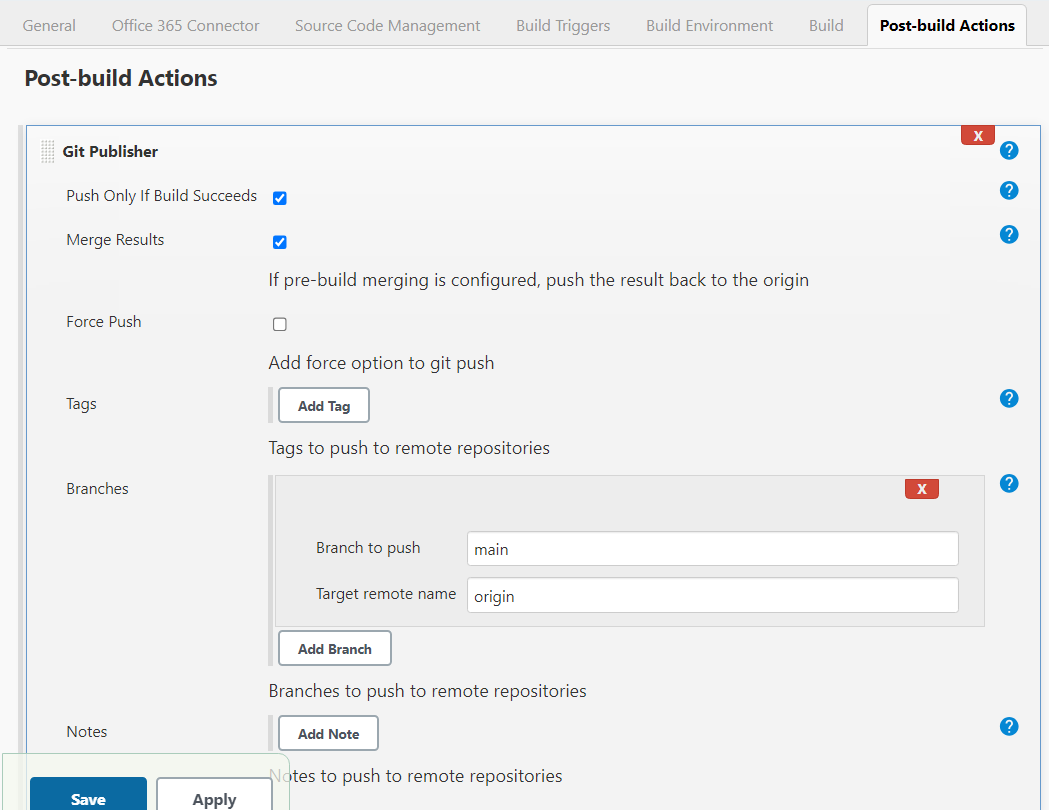 General Office 365 Connector Source Code Management Build Triggers Build Environment Build Post-build Actions
Post-build Actions
X
Git Publisher ?
Push Only If Build Succeeds ?
Merge Results ?
If pre-build merging is configured, push the result back to the origin
Force Push
Add force option to git push
Tags Add Tag ?
Tags to push to remote repositories
Branches X ?
Branch to push main
Target remote name origin
Add Branch
Branches to push to remote repositories
Notes Add Note ?
Notes to push to remote repositories
Save Apply